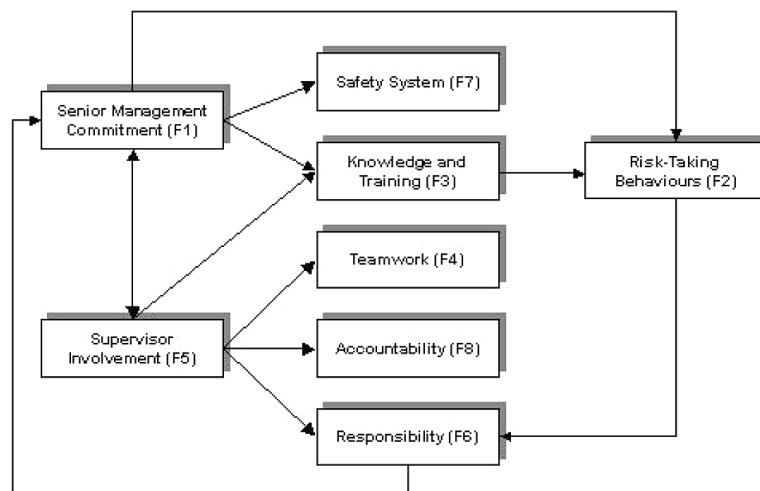 Safety System (F7)
Senior Management
Commitment (F1)
Knowledge and
Training (F3)
Risk-Taking
Behaviours (F2)
Teamwork (F4)
Supervisor
Involvement (F5)
Accountability (F8)
Responsibility (F6)